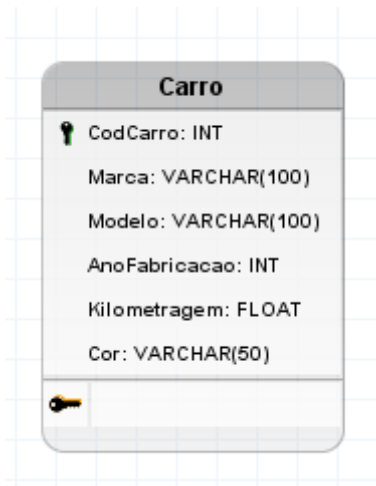 Carro
CodCarro: INT
Marca: VARCHAR(100)
Modelo: VARCHAR(100)
AnoFabricacao: INT
Kilometragem: FLOAT
Cor: VARCHAR(50)